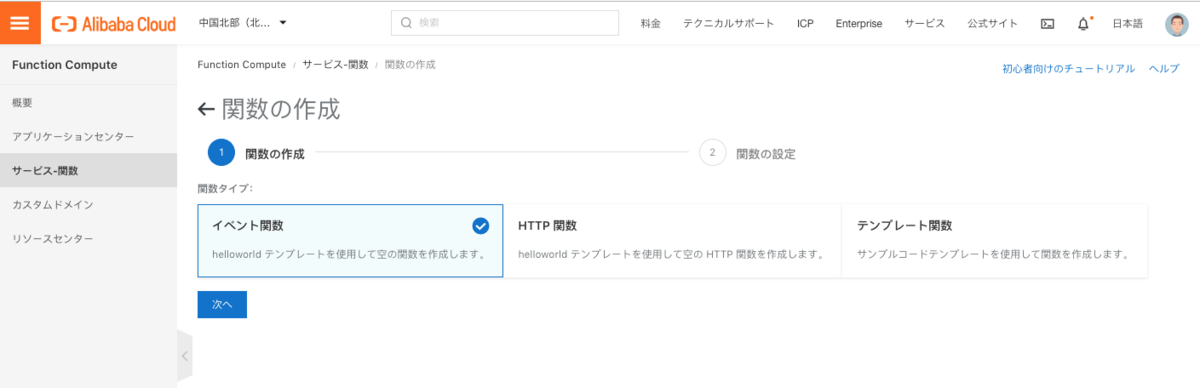 Alibaba Cloud
中国北部（北...
検索
料金
テクニカルサポート
ICP
Enterprise
サービス
公式サイト
日本語
Function Compute
概要
アプリケーションセンター
サービス-関数
カスタムドメイン
リソースセンター
Function Compute / サービス-関数 / 関数の作成
初心者向けのチュートリアル
ヘルプ
関数の作成
1 関数の作成
2 関数の設定
関数タイプ：
イベント関数
helloworld テンプレートを使用して空の関数を作成します。
HTTP 関数
helloworld テンプレートを使用して空の HTTP 関数を作成します。
テンプレート関数
サンプルコードテンプレートを使用して関数を作成します。
次へ